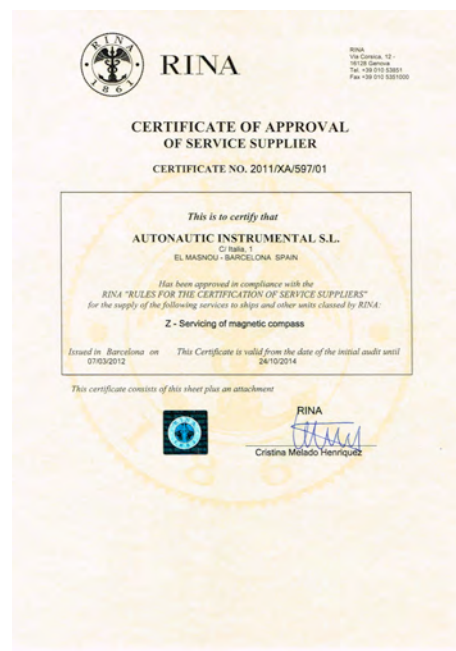 RINA
1861
RINA
RINA
Via Corsica, 12 -
16128 Genova
Tel. +39 010 53851
Fax +39 010 5351000
CERTIFICATE OF APPROVAL
OF SERVICE SUPPLIER
CERTIFICATE NO. 2011/XA/597/01
This is to certify that
AUTONAUTIC INSTRUMENTAL S.L.
C/ Italia, 1
EL MASNOU - BARCELONA SPAIN
Has been approved in compliance with the
RINA "RULES FOR THE CERTIFICATION OF SERVICE SUPPLIERS"
for the supply of the following services to ships and other units classed by RINA:
Z - Servicing of magnetic compass
Issued in Barcelona on This Certificate is valid from the date of the initial audit until
07/03/2012 24/10/2014
This certificate consists of this sheet plus an attachment
RINA
Cristina Melado Henriquez